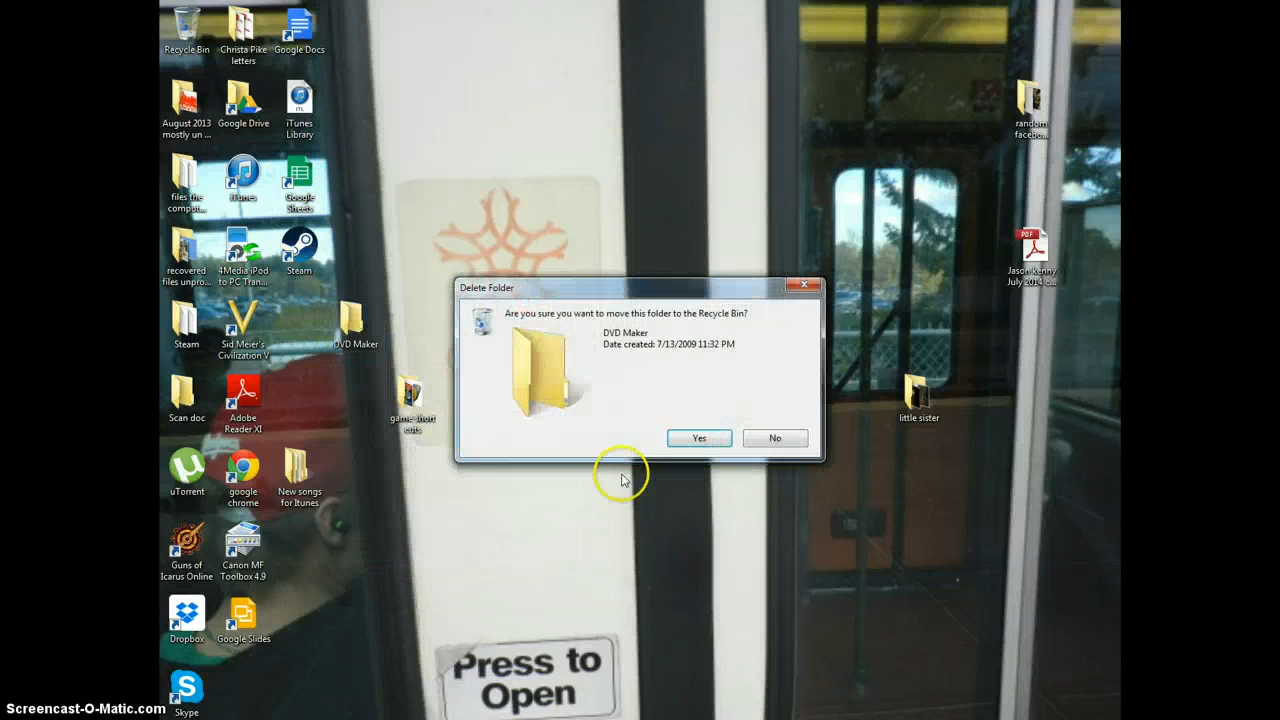 Recycle Bin
Christa Pike
letters
Google Docs
August 2013
mostly un ...
Google Drive
iTunes
Library
files the
comput...
iTunes
Google
Sheets
recovered
files unpro...
4Media iPod
to PC Tran...
Steam
Steam
Sid Meier's
Civilization V
DVD Maker
Scan doc
Adobe
Reader XI
game short
cuts
uTorrent
google
chrome
New songs
for Itunes
Guns of
Icarus Online
Canon MF
Toolbox 4.9
Dropbox
Google Slides
Skype
Delete Folder
Are you sure you want to move this folder to the Recycle Bin?
DVD Maker
Date created: 7/13/2009 11:32 PM
Yes
No
random
facebo...
PDF
Jason kenny
July 2014 c...
little sister
Press to
Open
Screencast-O-Matic.com